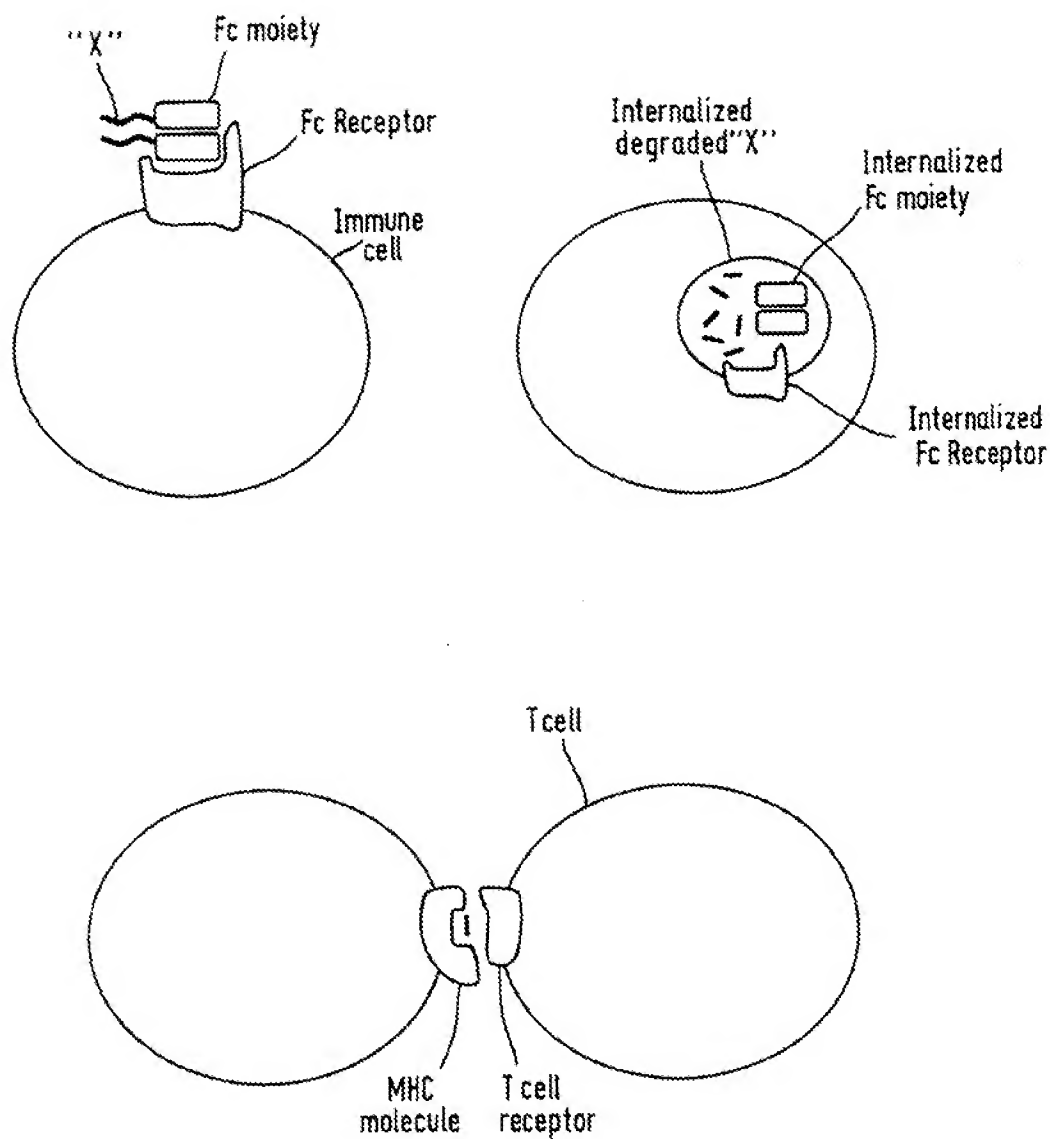 "X"
Fc moiety
Fc Receptor
Immune
cell
Internalized
degraded "X"
Internalized
Fc moiety
Internalized
Fc Receptor
T cell
MHC
molecule
T cell
receptor